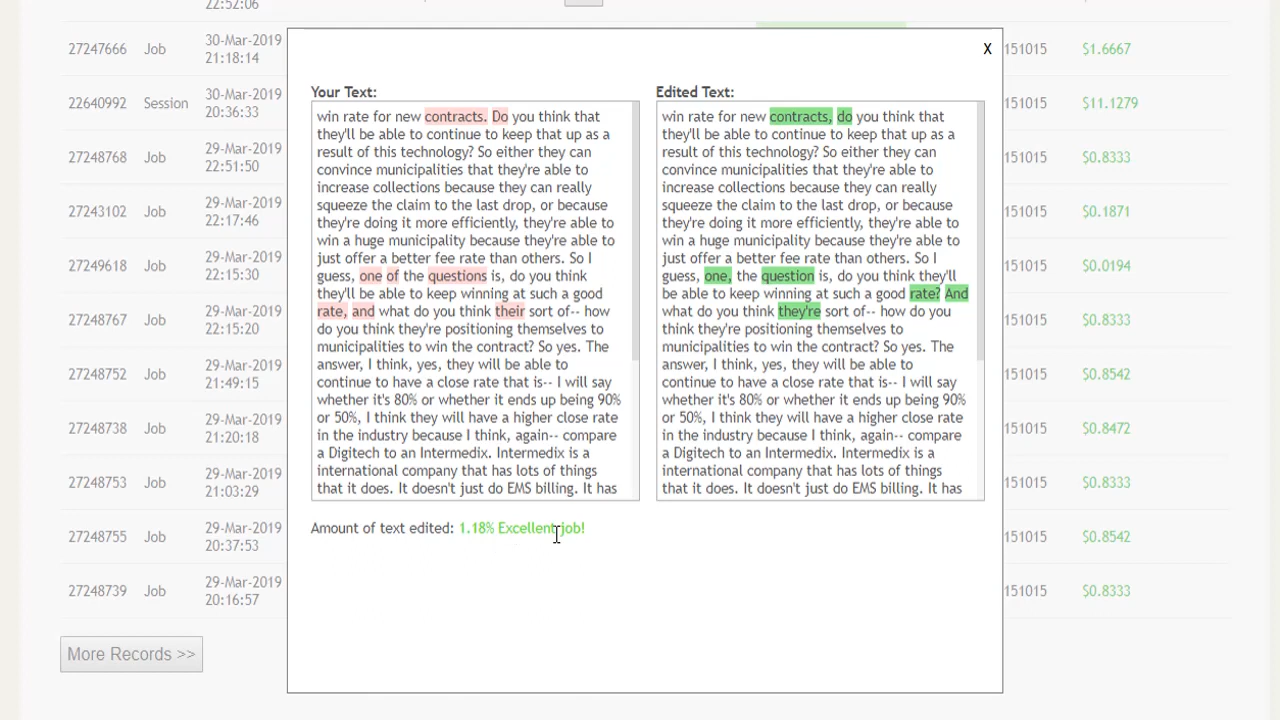 22:52:06
27247666 Job 30-Mar-2019 151015 $1.6667
21:18:14
22640992 Session 30-Mar-2019 151015 $11.1279
20:36:33
27248768 Job 29-Mar-2019 151015 $0.8333
22:51:50
27243102 Job 29-Mar-2019 151015 $0.1871
22:17:46
27249618 Job 29-Mar-2019 151015 $0.0194
22:15:30
27248767 Job 29-Mar-2019 151015 $0.8333
22:15:20
27248752 Job 29-Mar-2019 151015 $0.8542
21:49:15
27248738 Job 29-Mar-2019 151015 $0.8472
21:20:18
27248753 Job 29-Mar-2019 151015 $0.8333
21:03:29
27248755 Job 29-Mar-2019 151015 $0.8542
20:37:53
27248739 Job 29-Mar-2019 151015 $0.8333
20:16:57
More Records >>
X
Your Text:
win rate for new contracts. Do you think that
they'll be able to continue to keep that up as a
result of this technology? So either they can
convince municipalities that they're able to
increase collections because they can really
squeeze the claim to the last drop, or because
they're doing it more efficiently, they're able to
win a huge municipality because they're able to
just offer a better fee rate than others. So I
guess, one of the questions is, do you think
they'll be able to keep winning at such a good
rate, and what do you think their sort of-- how
do you think they're positioning themselves to
municipalities to win the contract? So yes. The
answer, I think, yes, they will be able to
continue to have a close rate that is-- I will say
whether it's 80% or whether it ends up being 90%
or 50%, I think they will have a higher close rate
in the industry because I think, again-- compare
a Digitech to an Intermedix. Intermedix is a
international company that has lots of things
that it does. It doesn't just do EMS billing. It has
Edited Text:
win rate for new contracts, do you think that
they'll be able to continue to keep that up as a
result of this technology? So either they can
convince municipalities that they're able to
increase collections because they can really
squeeze the claim to the last drop, or because
they're doing it more efficiently, they're able to
win a huge municipality because they're able to
just offer a better fee rate than others. So I
guess, one, the question is, do you think they'll
be able to keep winning at such a good rate? And
what do you think they're sort of-- how do you
think they're positioning themselves to
municipalities to win the contract? So yes. The
answer, I think, yes, they will be able to
continue to have a close rate that is-- I will say
whether it's 80% or whether it ends up being 90%
or 50%, I think they will have a higher close rate
in the industry because I think, again-- compare
a Digitech to an Intermedix. Intermedix is a
international company that has lots of things
that it does. It doesn't just do EMS billing. It has
Amount of text edited: 1.18% Excellent job!